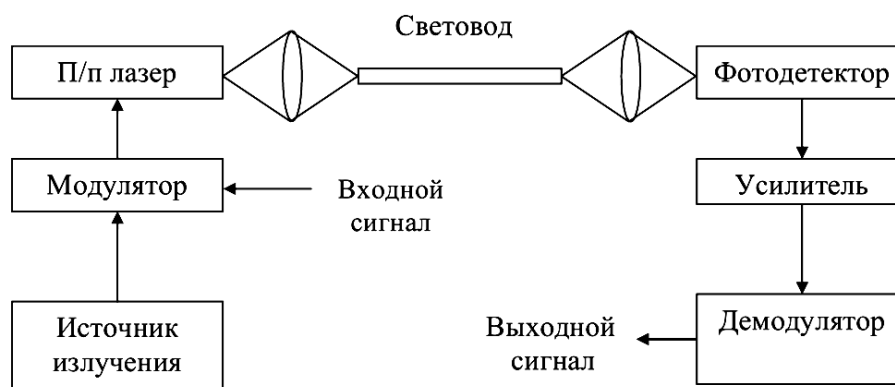 Световод
П/п лазер
Фотодетектор
Модулятор
Входной
сигнал
Усилитель
Источник
излучения
Выходной
сигнал
Демодулятор